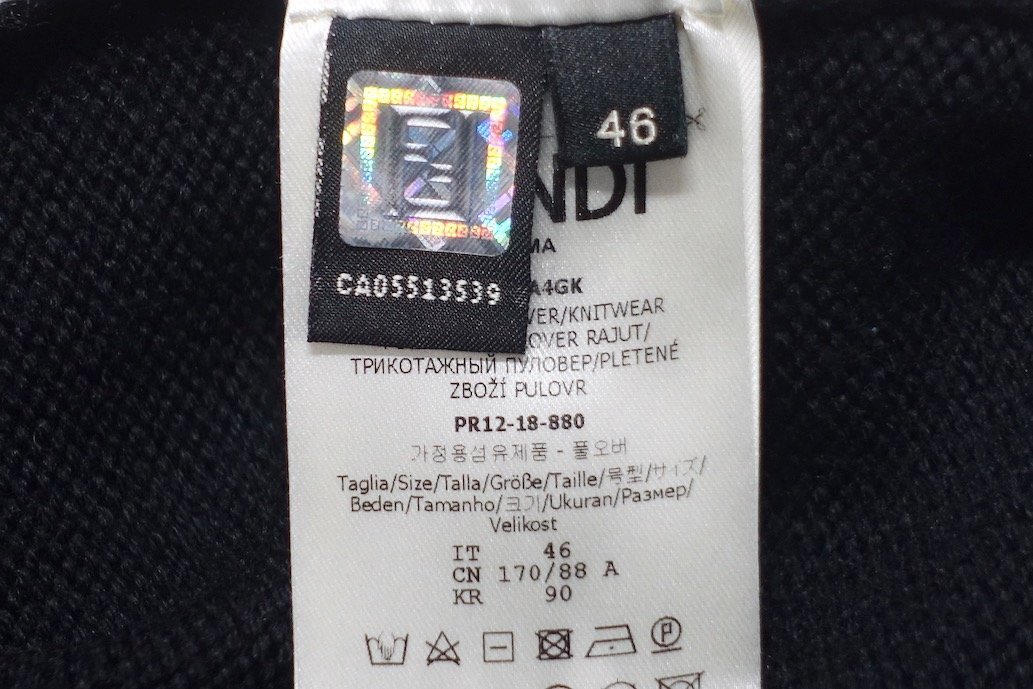 46
NDI
MA
CA05513539
A4GK
VER/KNITWEAR
OVER RAJUT/
ТРИКОТАЖНЫЙ ПУЛОВЕР/PLETENÉ
ZBOŽÍ PULOVR
PR12-18-880
가정용섬유제품 - 풀오버
Taglia/Size/Talla/Größe/Taille/号型/サイズ/
Beden/Tamanho/크기/Ukuran/Размер/
Velikost
IT 46
CN 170/88 A
KR 90
P